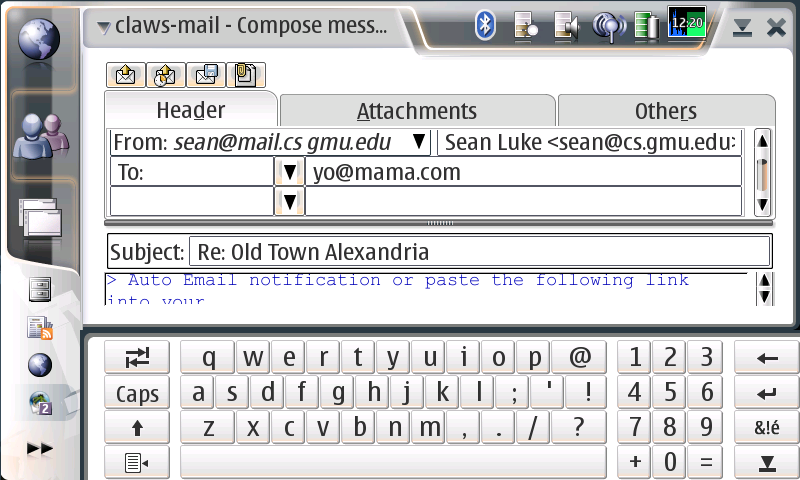 claws-mail - Compose mess...
12:20
Header
Attachments
Others
From: sean@mail.cs gmu.edu
Sean Luke <sean@cs.gmu.edu>
To:
yo@mama.com
Subject: Re: Old Town Alexandria
> Auto Email notification or paste the following link
into your
2
q w e r t y u i o p @ 1 2 3
Caps a s d f g h j k l ; ' ! 4 5 6
z x c v b n m , . / ? 7 8 9 &!é
+ 0 =